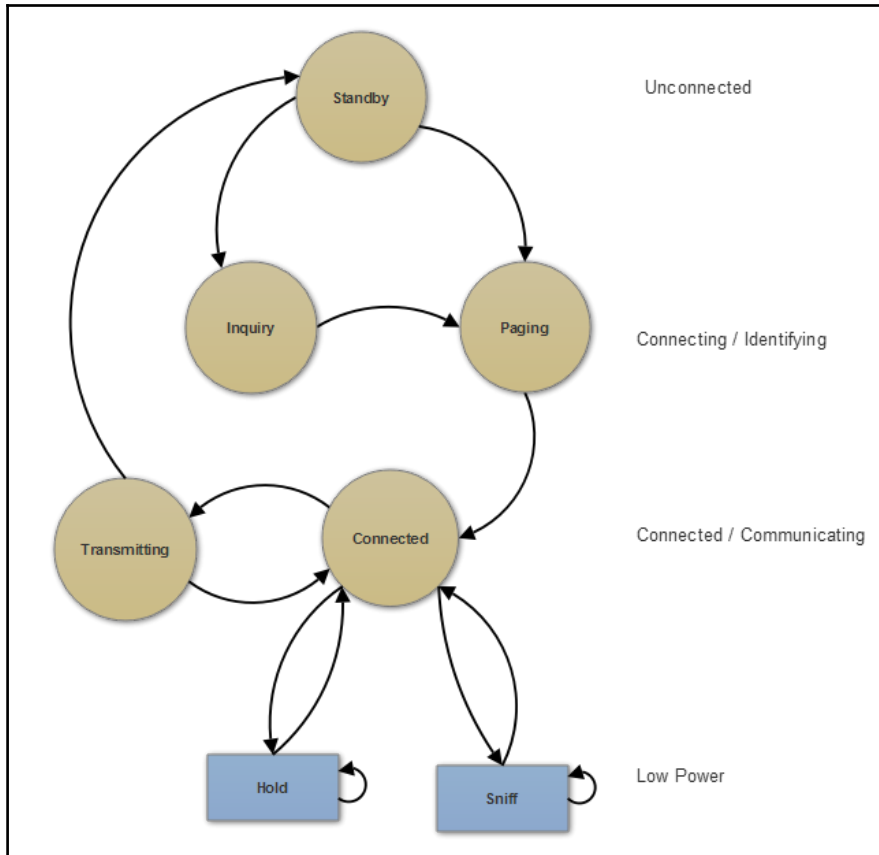 Standby
Unconnected
Inquiry
Paging
Connecting / Identifying
Transmitting
Connected
Connected / Communicating
Hold
Sniff
Low Power